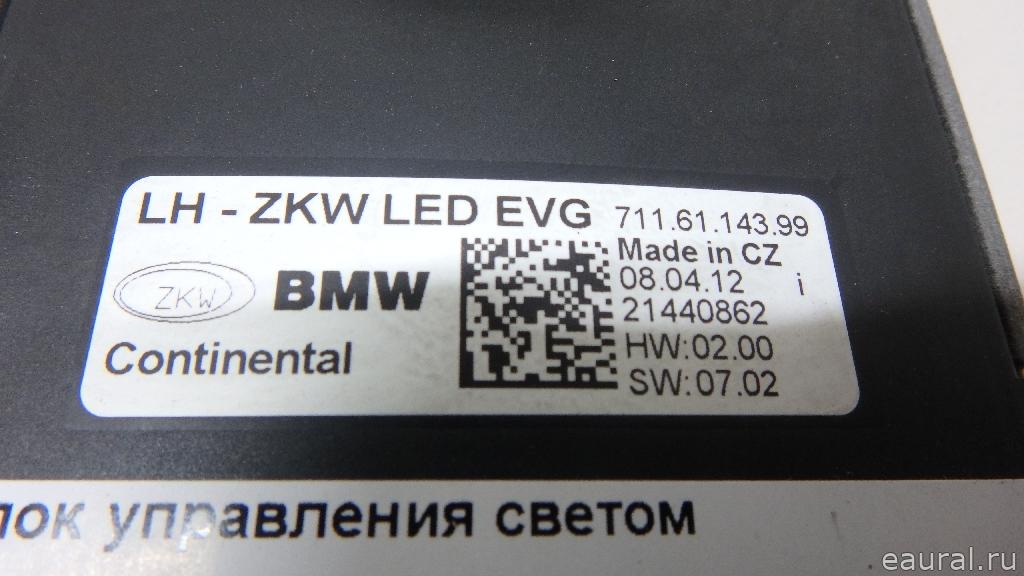 LH - ZKW LED EVG 711.61.143.99
Made in CZ
ZKW BMW 08.04.12 i
21440862
Continental HW:02.00
SW:07.02
управления светом
eaural.ru